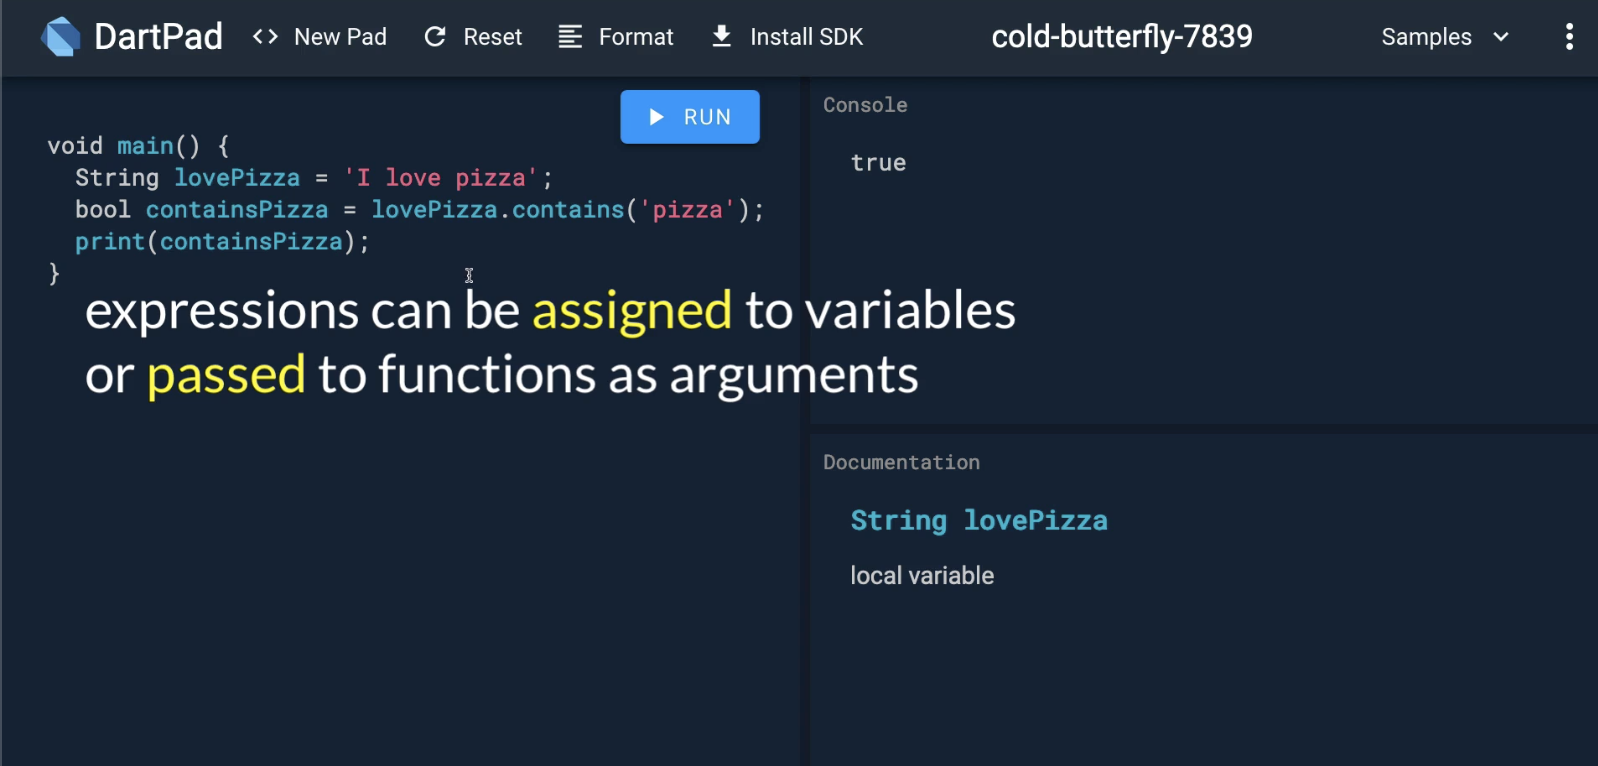 DartPad
<> New Pad
Reset
Format
Install SDK
cold-butterfly-7839
Samples
RUN
void main() {
  String lovePizza = 'I love pizza';
  bool containsPizza = lovePizza.contains('pizza');
  print(containsPizza);
}
expressions can be assigned to variables
or passed to functions as arguments
Console
true
Documentation
String lovePizza
local variable